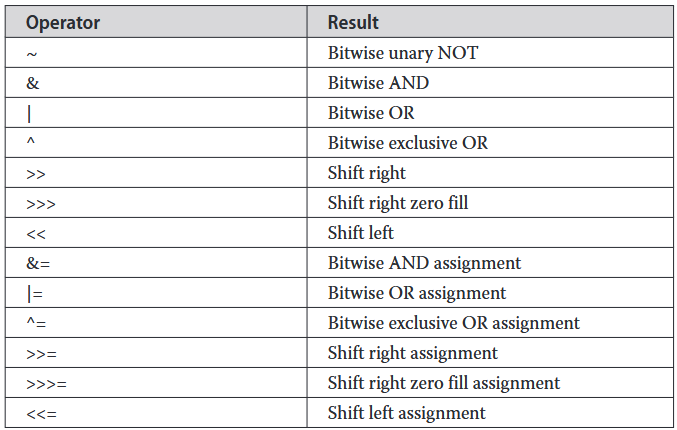 Operator Result
~ Bitwise unary NOT
& Bitwise AND
| Bitwise OR
^ Bitwise exclusive OR
>> Shift right
>>> Shift right zero fill
<< Shift left
&= Bitwise AND assignment
|= Bitwise OR assignment
^= Bitwise exclusive OR assignment
>>= Shift right assignment
>>>= Shift right zero fill assignment
<<= Shift left assignment